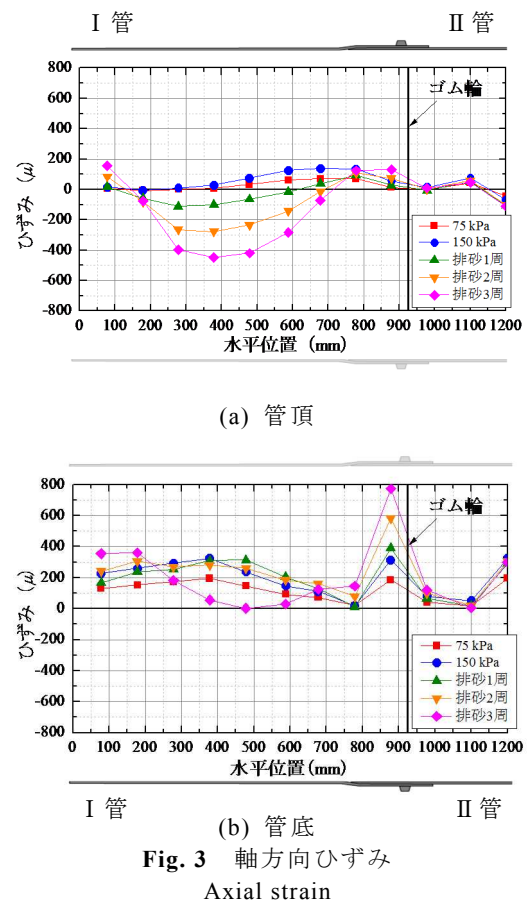 Ⅰ 管 Ⅱ 管
800
600
400
200
0
-200
-400
-600
-800
ひずみ (μ)
ゴム輪
75 kPa
150 kPa
排砂1周
排砂2周
排砂3周
0 100 200 300 400 500 600 700 800 900 1000 1100 1200
水平位置 (mm)
(a) 管頂
800
600
400
200
0
-200
-400
-600
-800
ひずみ (μ)
ゴム輪
75 kPa
150 kPa
排砂1周
排砂2周
排砂3周
0 100 200 300 400 500 600 700 800 900 1000 1100 1200
水平位置(mm)
Ⅰ 管 Ⅱ 管
(b) 管底
Fig. 3 軸方向ひずみ
Axial strain